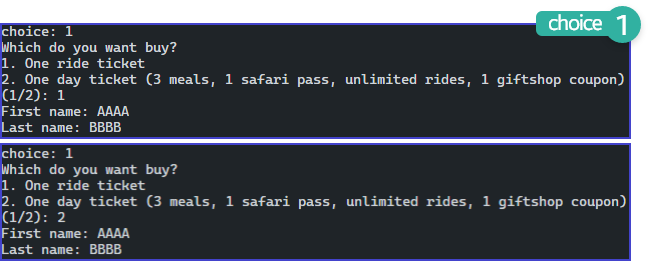 choice 1
choice: 1
Which do you want buy?
1. One ride ticket
2. One day ticket (3 meals, 1 safari pass, unlimited rides, 1 giftshop coupon)
(1/2): 1
First name: AAAA
Last name: BBBB
choice: 1
Which do you want buy?
1. One ride ticket
2. One day ticket (3 meals, 1 safari pass, unlimited rides, 1 giftshop coupon)
(1/2): 2
First name: AAAA
Last name: BBBB